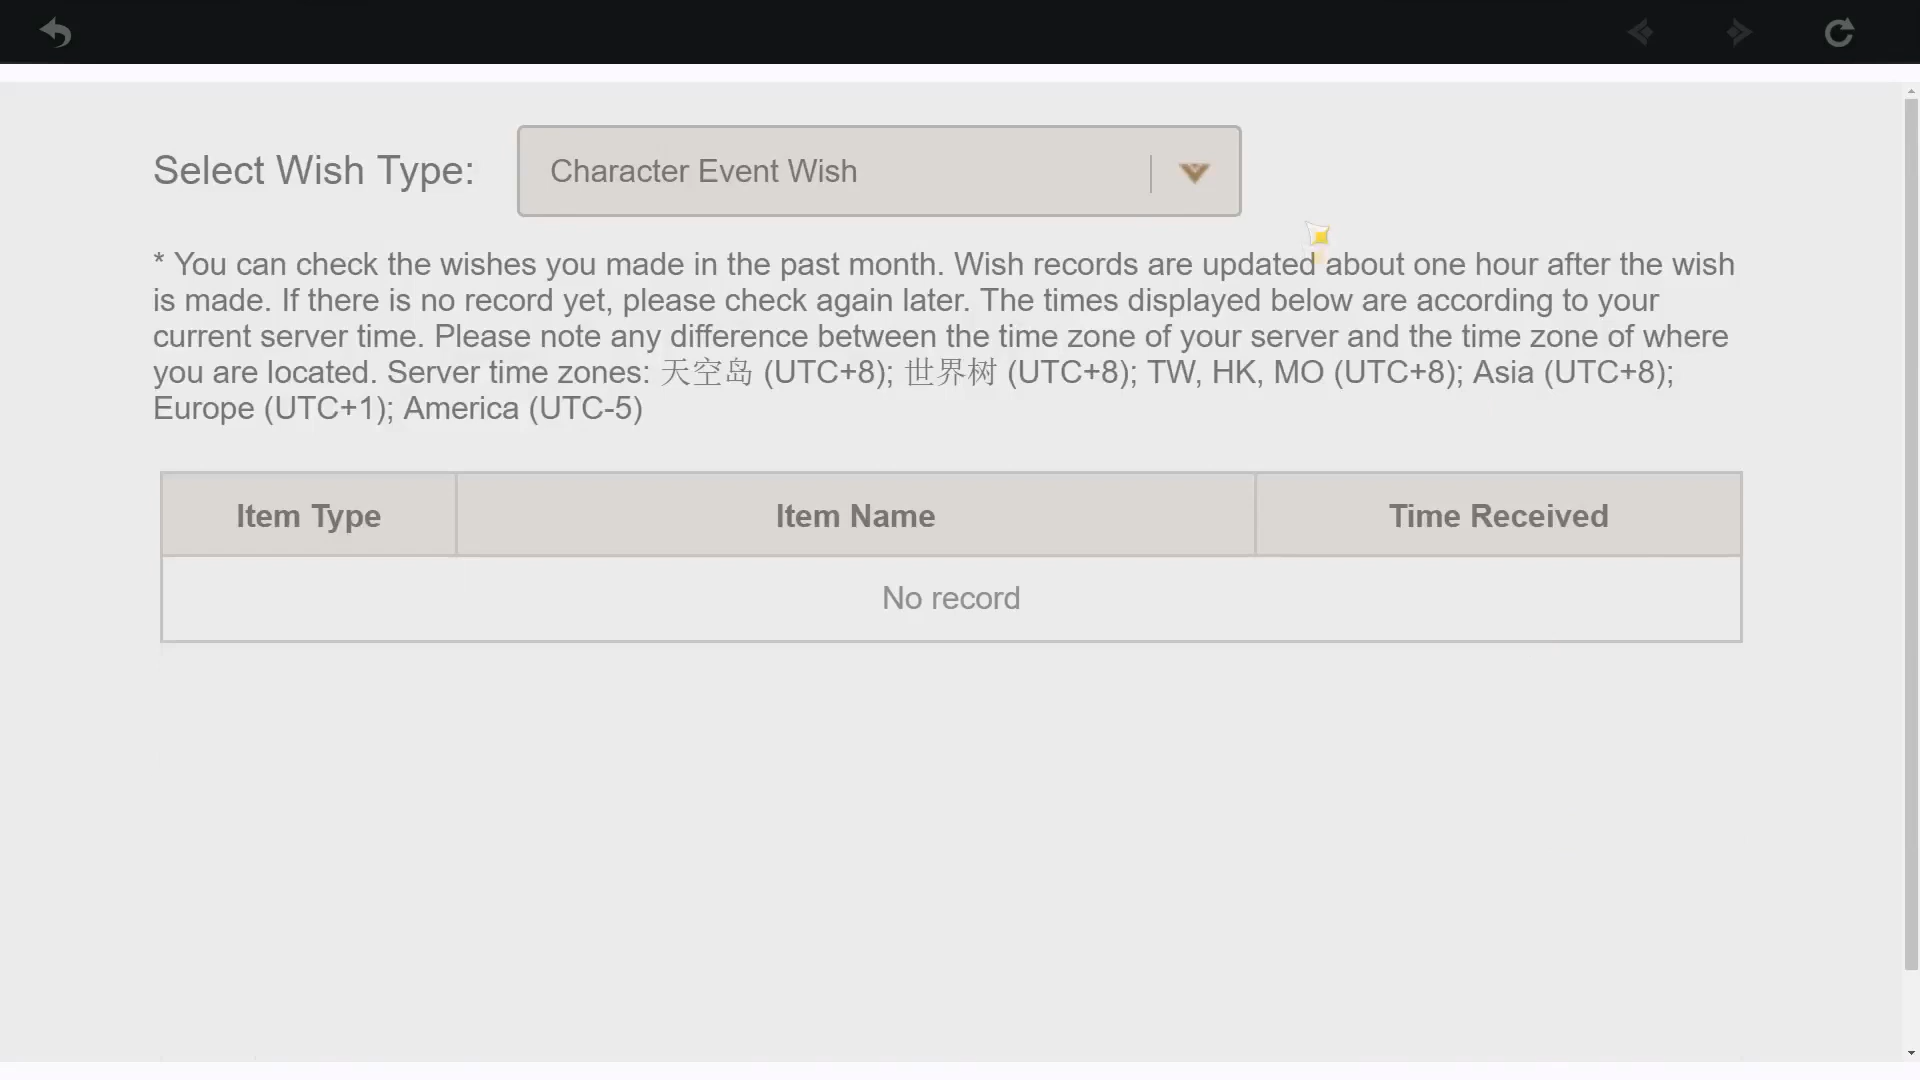 Select Wish Type:
Character Event Wish
* You can check the wishes you made in the past month. Wish records are updated about one hour after the wish
is made. If there is no record yet, please check again later. The times displayed below are according to your
current server time. Please note any difference between the time zone of your server and the time zone of where
you are located. Server time zones: 天空岛 (UTC+8); 世界树 (UTC+8); TW, HK, MO (UTC+8); Asia (UTC+8);
Europe (UTC+1); America (UTC-5)
Item Type
Item Name
Time Received
No record